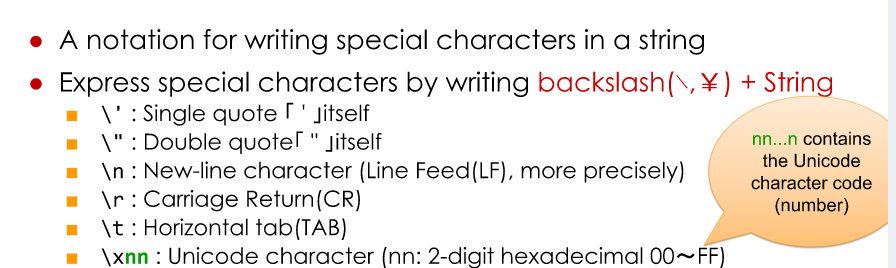 ● A notation for writing special characters in a string
● Express special characters by writing backslash(\,¥) + String
■ \' : Single quote「 ' 」itself
■ \" : Double quote「 " 」itself
■ \n : New-line character (Line Feed(LF), more precisely)
■ \r : Carriage Return(CR)
■ \t : Horizontal tab(TAB)
■ \xnn : Unicode character (nn: 2-digit hexadecimal 00～FF)
nn...n contains
the Unicode
character code
(number)